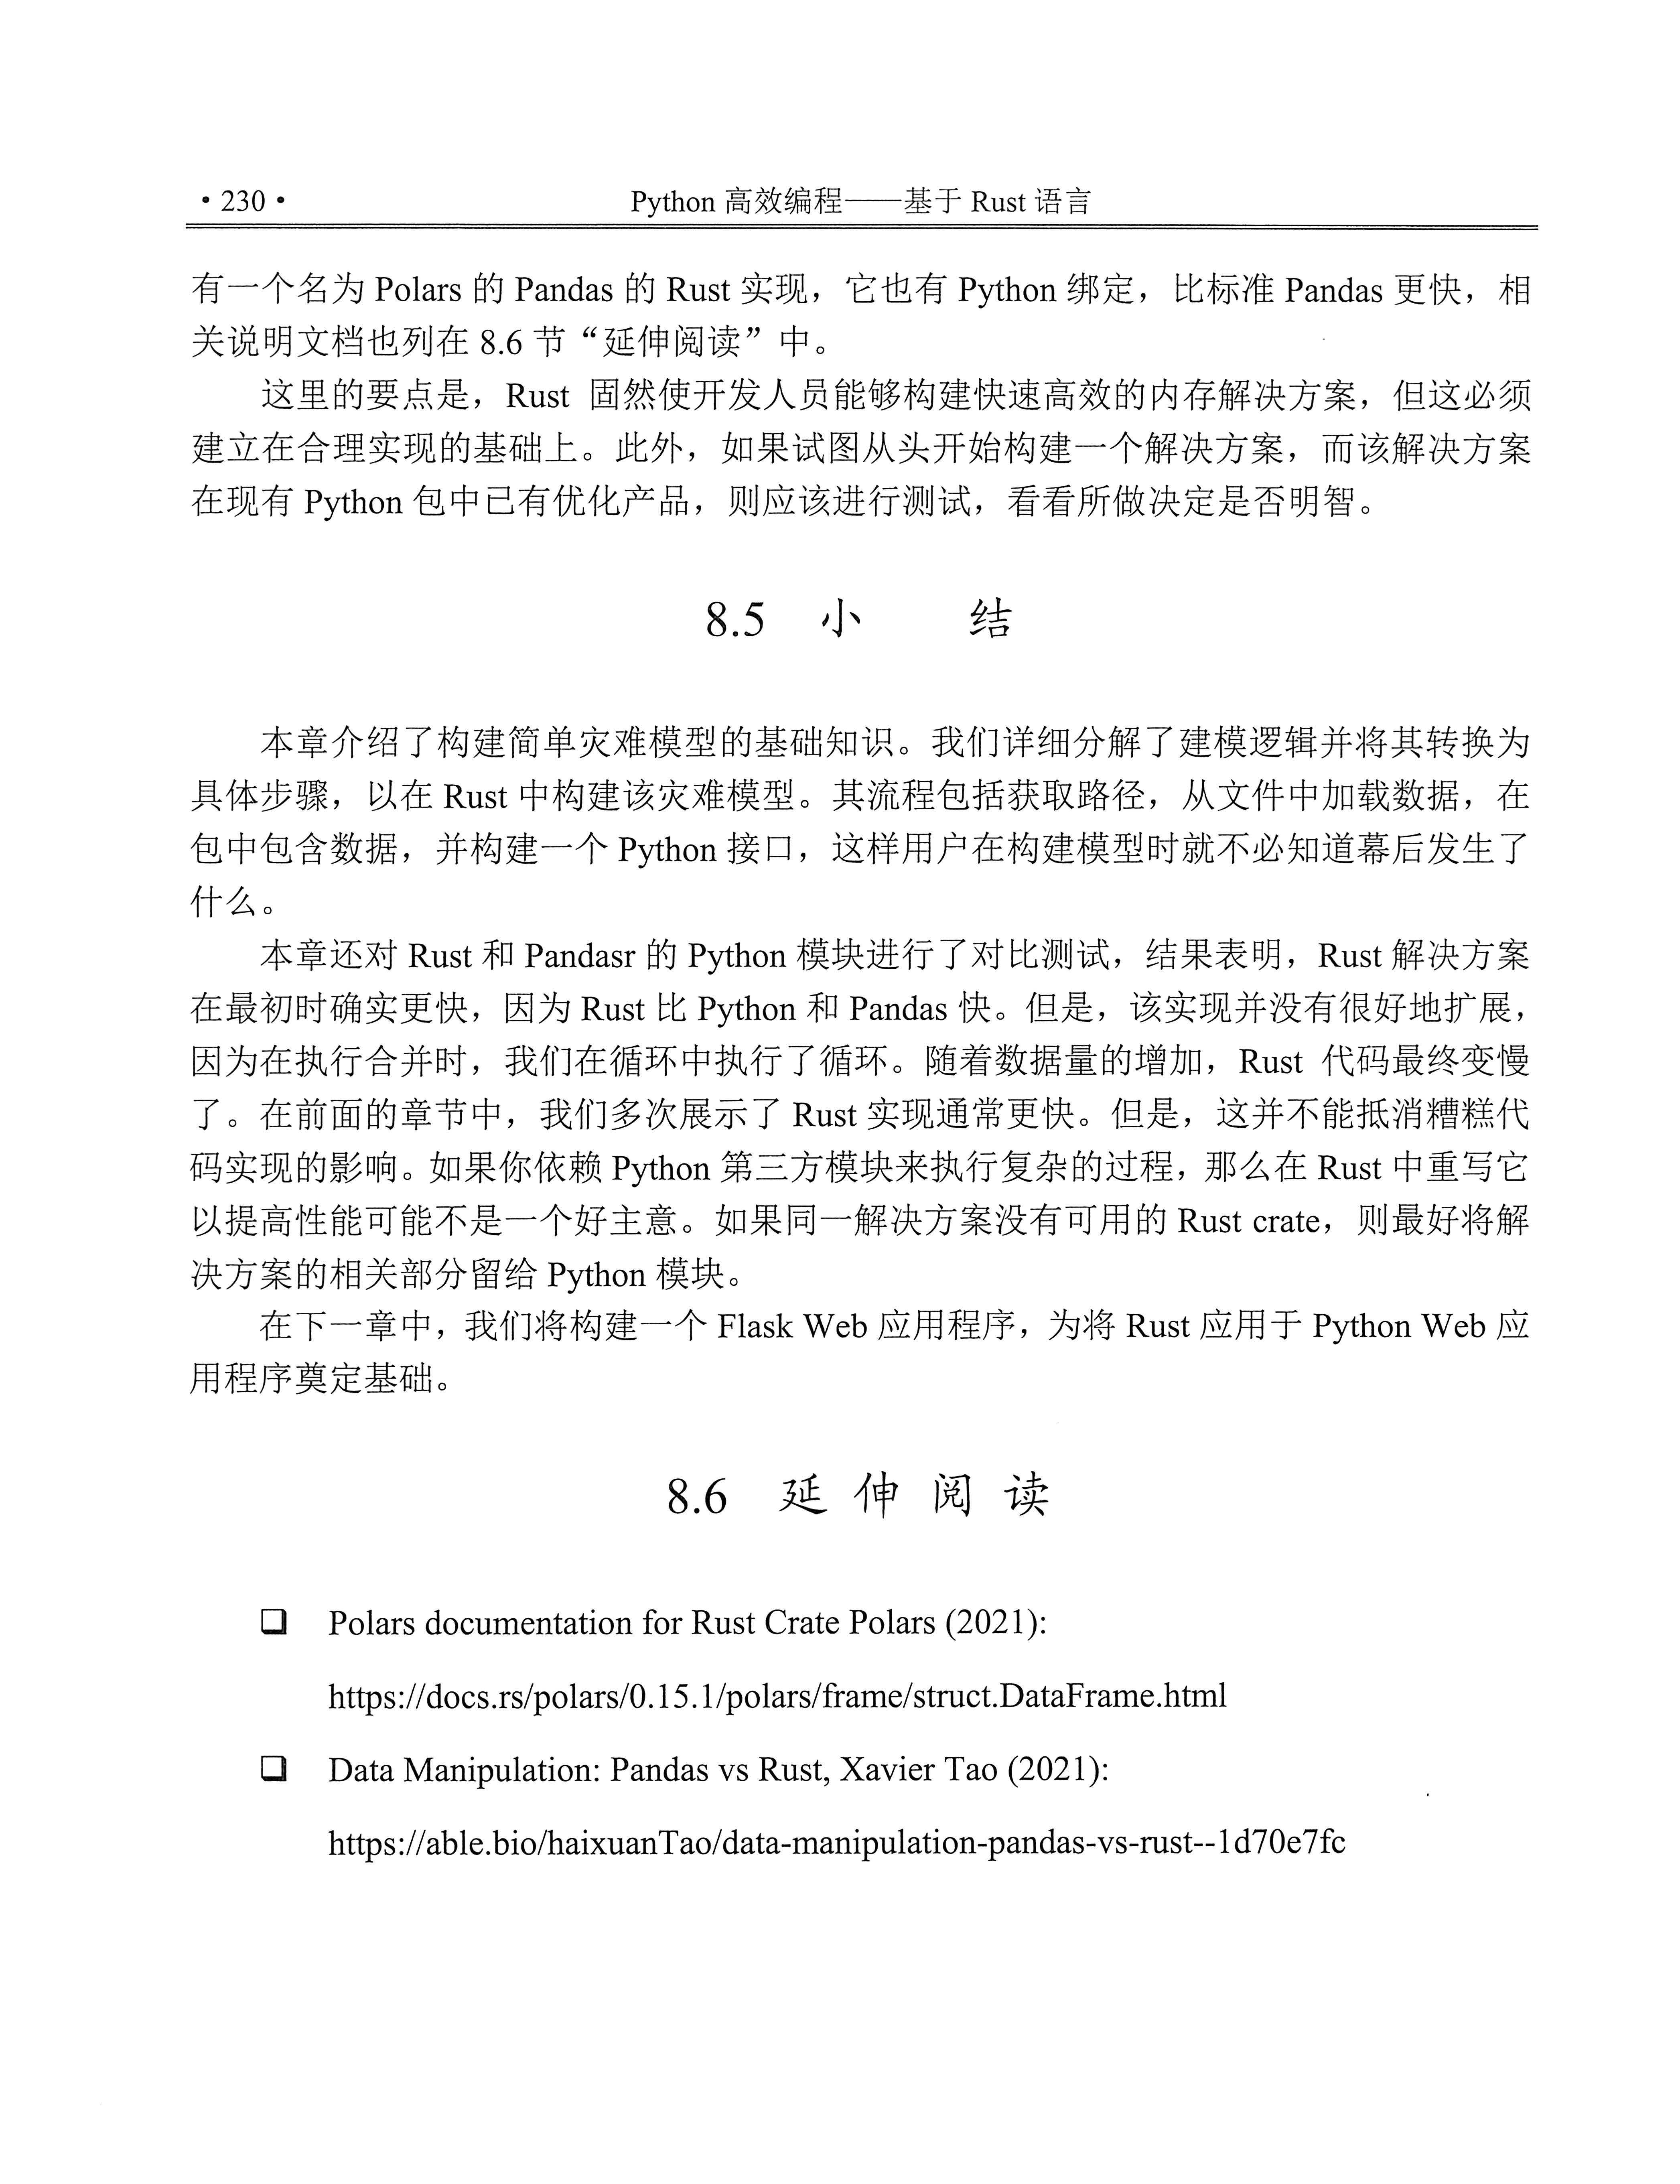 • 230 •
Python 高效编程——基于 Rust 语言
有一个名为 Polars 的 Pandas 的 Rust 实现，它也有 Python 绑定，比标准 Pandas 更快，相
关说明文档也列在 8.6 节“延伸阅读”中。
这里的要点是，Rust 固然使开发人员能够构建快速高效的内存解决方案，但这必须
建立在合理实现的基础上。此外，如果试图从头开始构建一个解决方案，而该解决方案
在现有 Python 包中已有优化产品，则应该进行测试，看看所做决定是否明智。
8.5 小 结
本章介绍了构建简单灾难模型的基础知识。我们详细分解了建模逻辑并将其转换为
具体步骤，以在 Rust 中构建该灾难模型。其流程包括获取路径，从文件中加载数据，在
包中包含数据，并构建一个 Python 接口，这样用户在构建模型时就不必知道幕后发生了
什么。
本章还对 Rust 和 Pandasr 的 Python 模块进行了对比测试，结果表明，Rust 解决方案
在最初时确实更快，因为 Rust 比 Python 和 Pandas 快。但是，该实现并没有很好地扩展，
因为在执行合并时，我们在循环中执行了循环。随着数据量的增加，Rust 代码最终变慢
了。在前面的章节中，我们多次展示了 Rust 实现通常更快。但是，这并不能抵消糟糕代
码实现的影响。如果你依赖 Python 第三方模块来执行复杂的过程，那么在 Rust 中重写它
以提高性能可能不是一个好主意。如果同一解决方案没有可用的 Rust crate，则最好将解
决方案的相关部分留给 Python 模块。
在下一章中，我们将构建一个 Flask Web 应用程序，为将 Rust 应用于 Python Web 应
用程序奠定基础。
8.6 延 伸 阅 读
❑ Polars documentation for Rust Crate Polars (2021):
https://docs.rs/polars/0.15.1/polars/frame/struct.DataFrame.html
❑ Data Manipulation: Pandas vs Rust, Xavier Tao (2021):
https://able.bio/haixuanTao/data-manipulation-pandas-vs-rust--1d70e7fc